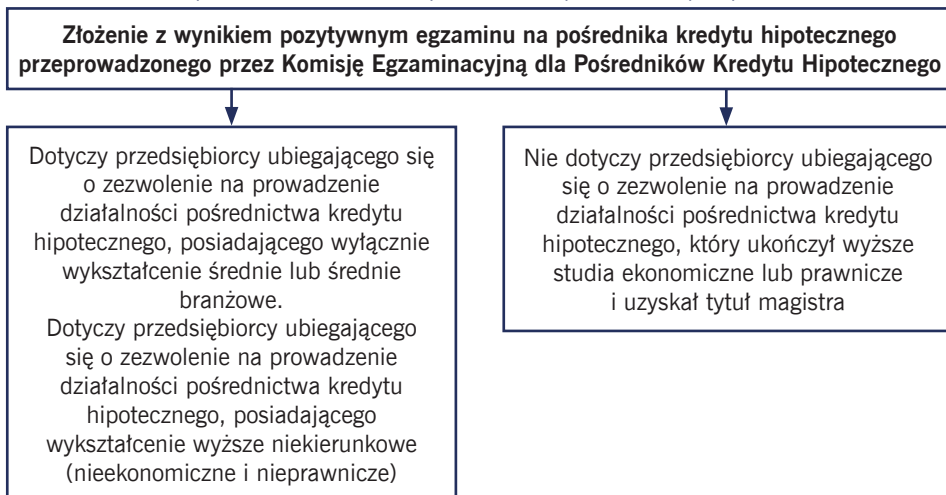 Złożenie z wynikiem pozytywnym egzaminu na pośrednika kredytu hipotecznego
przeprowadzonego przez Komisję Egzaminacyjną dla Pośredników Kredytu Hipotecznego
Dotyczy przedsiębiorcy ubiegającego się
o zezwolenie na prowadzenie
działalności pośrednictwa kredytu
hipotecznego, posiadającego wyłącznie
wykształcenie średnie lub średnie
branżowe.
Dotyczy przedsiębiorcy ubiegającego
się o zezwolenie na prowadzenie
działalności pośrednictwa kredytu
hipotecznego, posiadającego
wykształcenie wyższe niekierunkowe
(nieekonomiczne i nieprawnicze)
Nie dotyczy przedsiębiorcy ubiegającego
się o zezwolenie na prowadzenie
działalności pośrednictwa kredytu
hipotecznego, który ukończył wyższe
studia ekonomiczne lub prawnicze
i uzyskał tytuł magistra